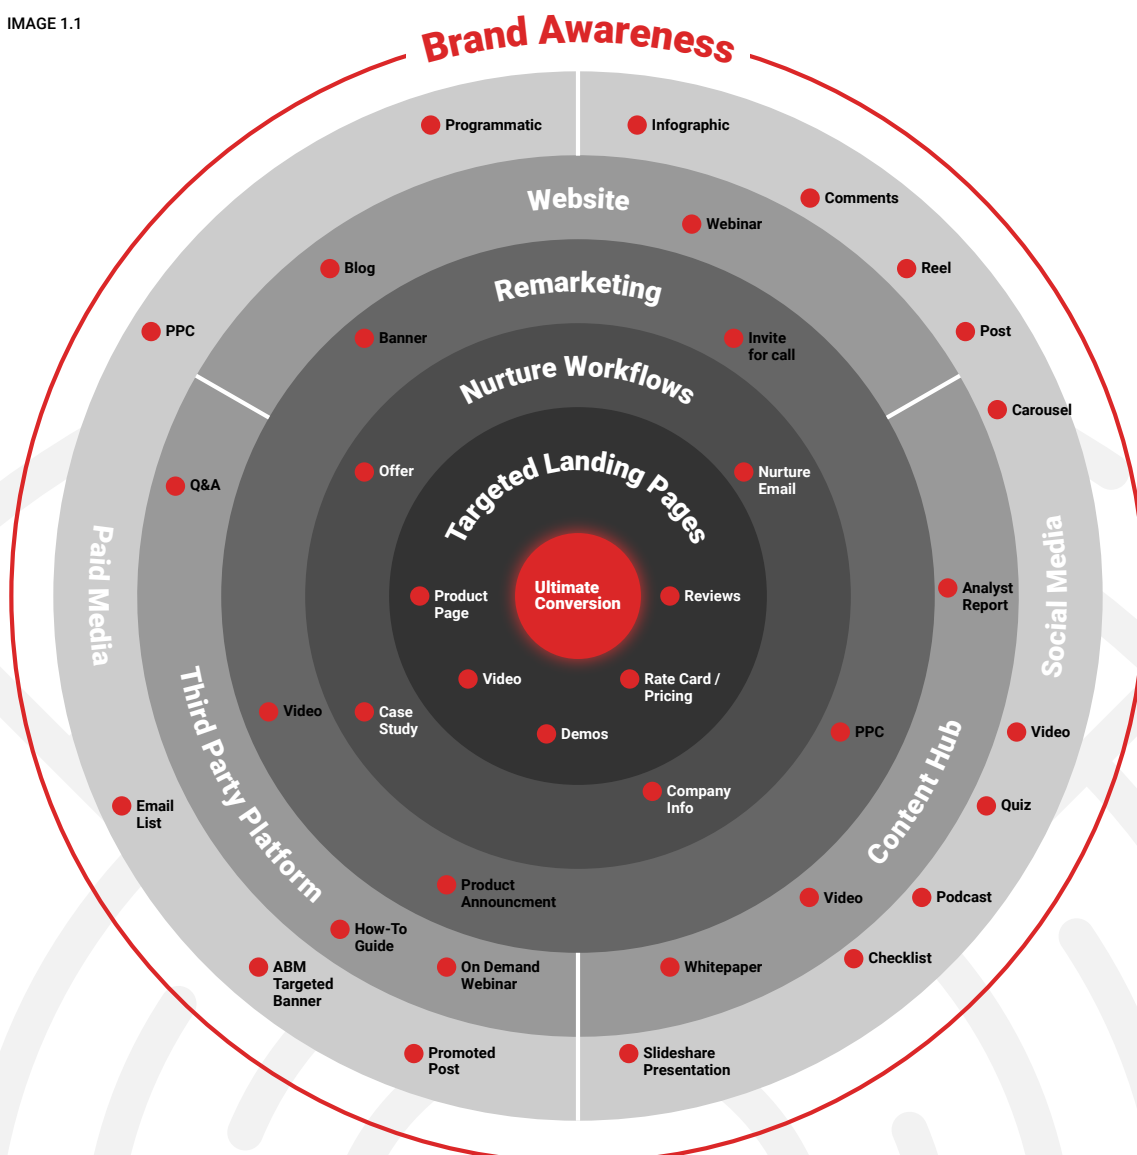 IMAGE 1.1
Brand Awareness
Programmatic
Infographic
Website
Comments
Webinar
Blog
Reel
Remarketing
PPC
Banner
Invite
for call
Post
Nurture Workflows
Carousel
Offer
Nurture
Email
Q&A
Targeted Landing Pages
Paid Media
Social Media
Ultimate
Conversion
Product
Page
Reviews
Analyst
Report
Video
Rate Card /
Pricing
Third Party Platform
Video
Case
Study
Demos
PPC
Video
Content Hub
Company
Info
Email
List
Quiz
Product
Announcment
Video
Podcast
How-To
Guide
ABM
Targeted
Banner
On Demand
Webinar
Whitepaper
Checklist
Promoted
Post
Slideshare
Presentation